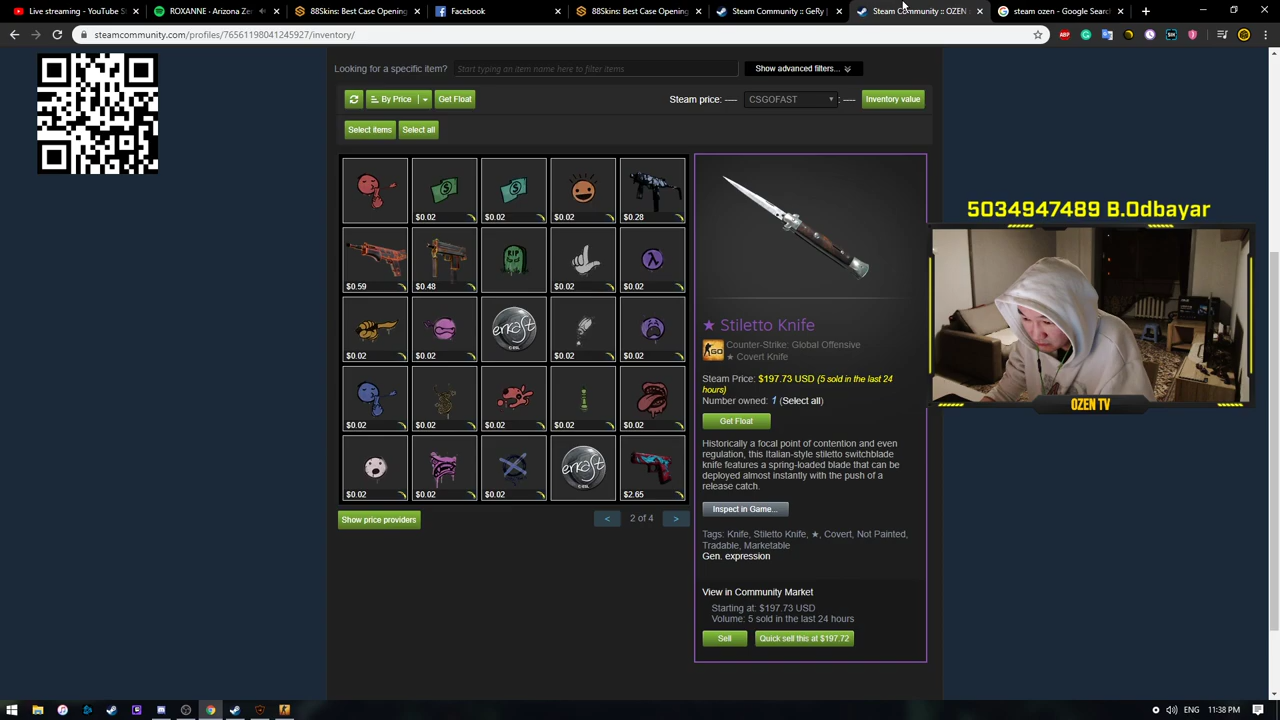 Live streaming - YouTube S
ROXANNE - Arizona Ze
88Skins: Best Case Opening
Facebook
88Skins: Best Case Opening
Steam Community :: GeRy
Steam Community :: OZEN
steam ozen - Google Search
steamcommunity.com/profiles/76561198041245927/inventory/
Looking for a specific item?
Start typing an item name here to filter items
Show advanced filters...
By Price
Get Float
Steam price: ----
CSGOFAST
: ----
Inventory value
Select items
Select all
$0.02
$0.02
$0.02
$0.28
$0.59
$0.48
RIP
$0.02
$0.02
$0.02
$0.02
$0.02
$0.02
$0.02
$0.02
$0.02
$0.02
$0.02
$0.02
$0.02
$0.02
$2.65
Show price providers
<
2 of 4
>
★ Stiletto Knife
GO
Counter-Strike: Global Offensive
★ Covert Knife
Steam Price: $197.73 USD (5 sold in the last 24
hours)
Number owned: 1 (Select all)
Get Float
Historically a focal point of contention and even
regulation, this Italian-style stiletto switchblade
knife features a spring-loaded blade that can be
deployed almost instantly with the push of a
release catch.
Inspect in Game...
Tags: Knife, Stiletto Knife, ★, Covert, Not Painted,
Tradable, Marketable
Gen. expression
View in Community Market
Starting at: $197.73 USD
Volume: 5 sold in the last 24 hours
Sell
Quick sell this at $197.72
5034947489 B.Odbayar
OZEN TV
ENG
11:38 PM